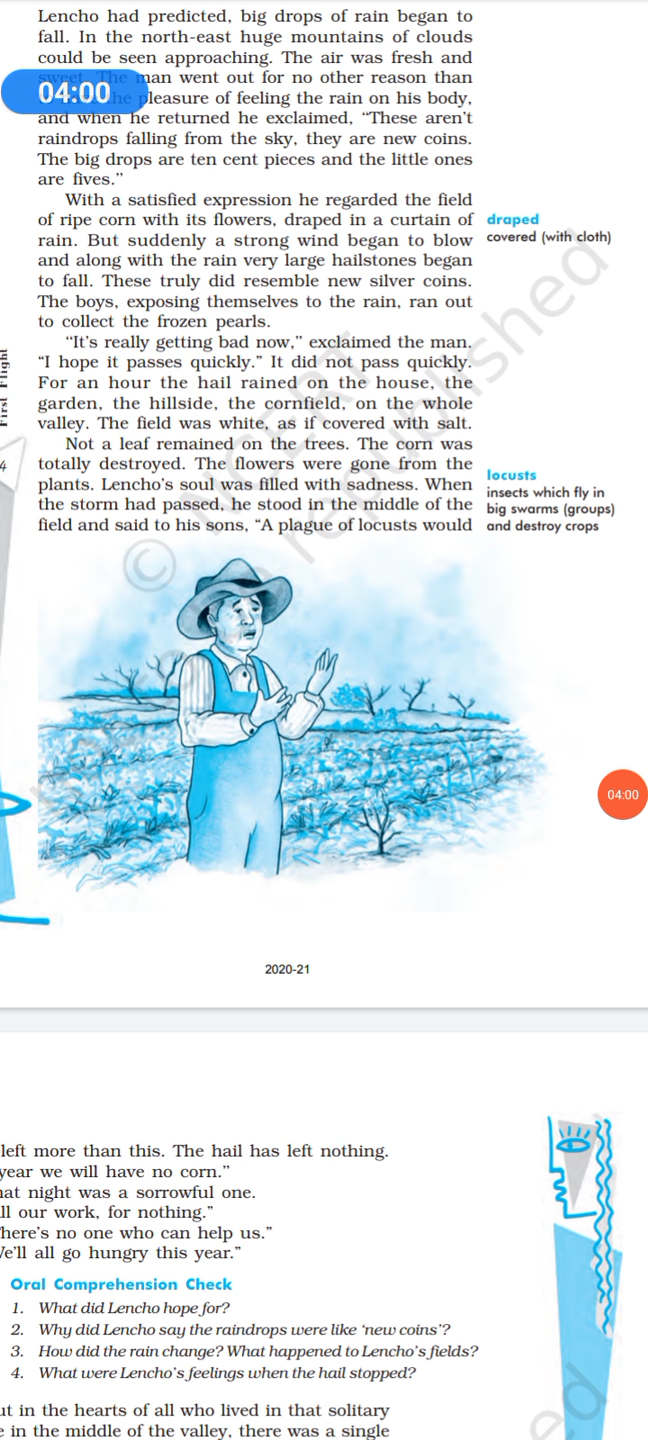 Lencho had predicted, big drops of rain began to
fall. In the north-east huge mountains of clouds
could be seen approaching. The air was fresh and
sweet. The man went out for no other reason than
04:00
the pleasure of feeling the rain on his body,
and when he returned he exclaimed, “These aren’t
raindrops falling from the sky, they are new coins.
The big drops are ten cent pieces and the little ones
are fives.”
With a satisfied expression he regarded the field
of ripe corn with its flowers, draped in a curtain of
rain. But suddenly a strong wind began to blow
and along with the rain very large hailstones began
to fall. These truly did resemble new silver coins.
The boys, exposing themselves to the rain, ran out
to collect the frozen pearls.
draped
covered (with cloth)
“It’s really getting bad now,” exclaimed the man.
“I hope it passes quickly.” It did not pass quickly.
For an hour the hail rained on the house, the
garden, the hillside, the cornfield, on the whole
valley. The field was white, as if covered with salt.
First Flight
4
Not a leaf remained on the trees. The corn was
totally destroyed. The flowers were gone from the
plants. Lencho’s soul was filled with sadness. When
the storm had passed, he stood in the middle of the
field and said to his sons, “A plague of locusts would
locusts
insects which fly in
big swarms (groups)
and destroy crops
© NCERT
republished
04:00
2020-21
left more than this. The hail has left nothing.
year we will have no corn.”
hat night was a sorrowful one.
ll our work, for nothing.”
here’s no one who can help us.”
e’ll all go hungry this year.”
Oral Comprehension Check
1. What did Lencho hope for?
2. Why did Lencho say the raindrops were like ‘new coins’?
3. How did the rain change? What happened to Lencho’s fields?
4. What were Lencho’s feelings when the hail stopped?
ut in the hearts of all who lived in that solitary
e in the middle of the valley, there was a single